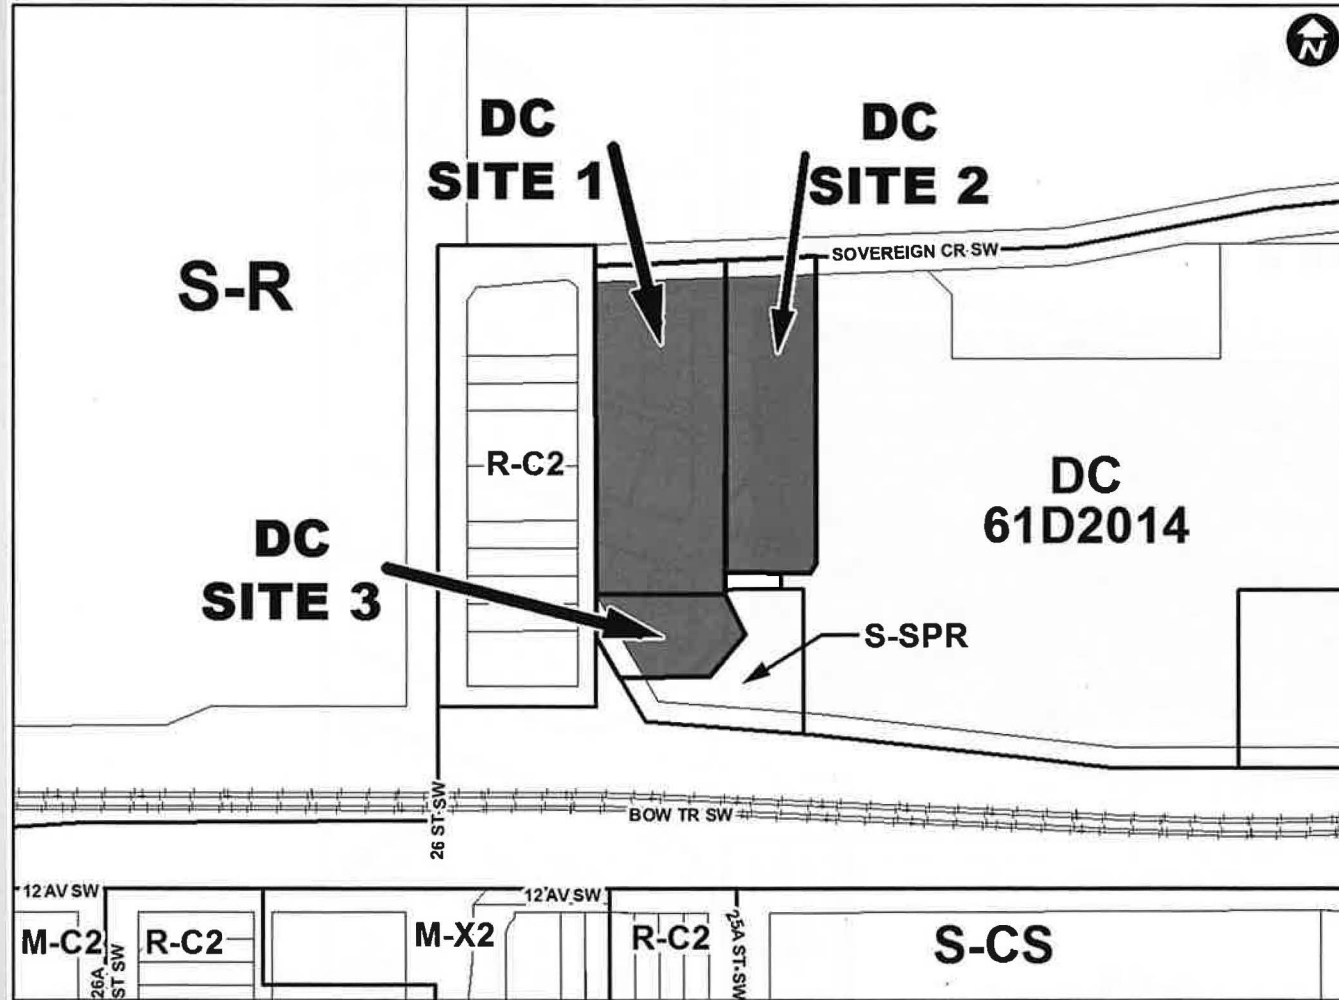 N
DC
SITE 1
DC
SITE 2
SOVEREIGN CR SW
S-R
R-C2
DC
61D2014
DC
SITE 3
S-SPR
26 ST SW
BOW TR SW
12 AV SW
12 AV SW
M-C2
26A
ST SW
R-C2
M-X2
R-C2
25A ST SW
S-CS